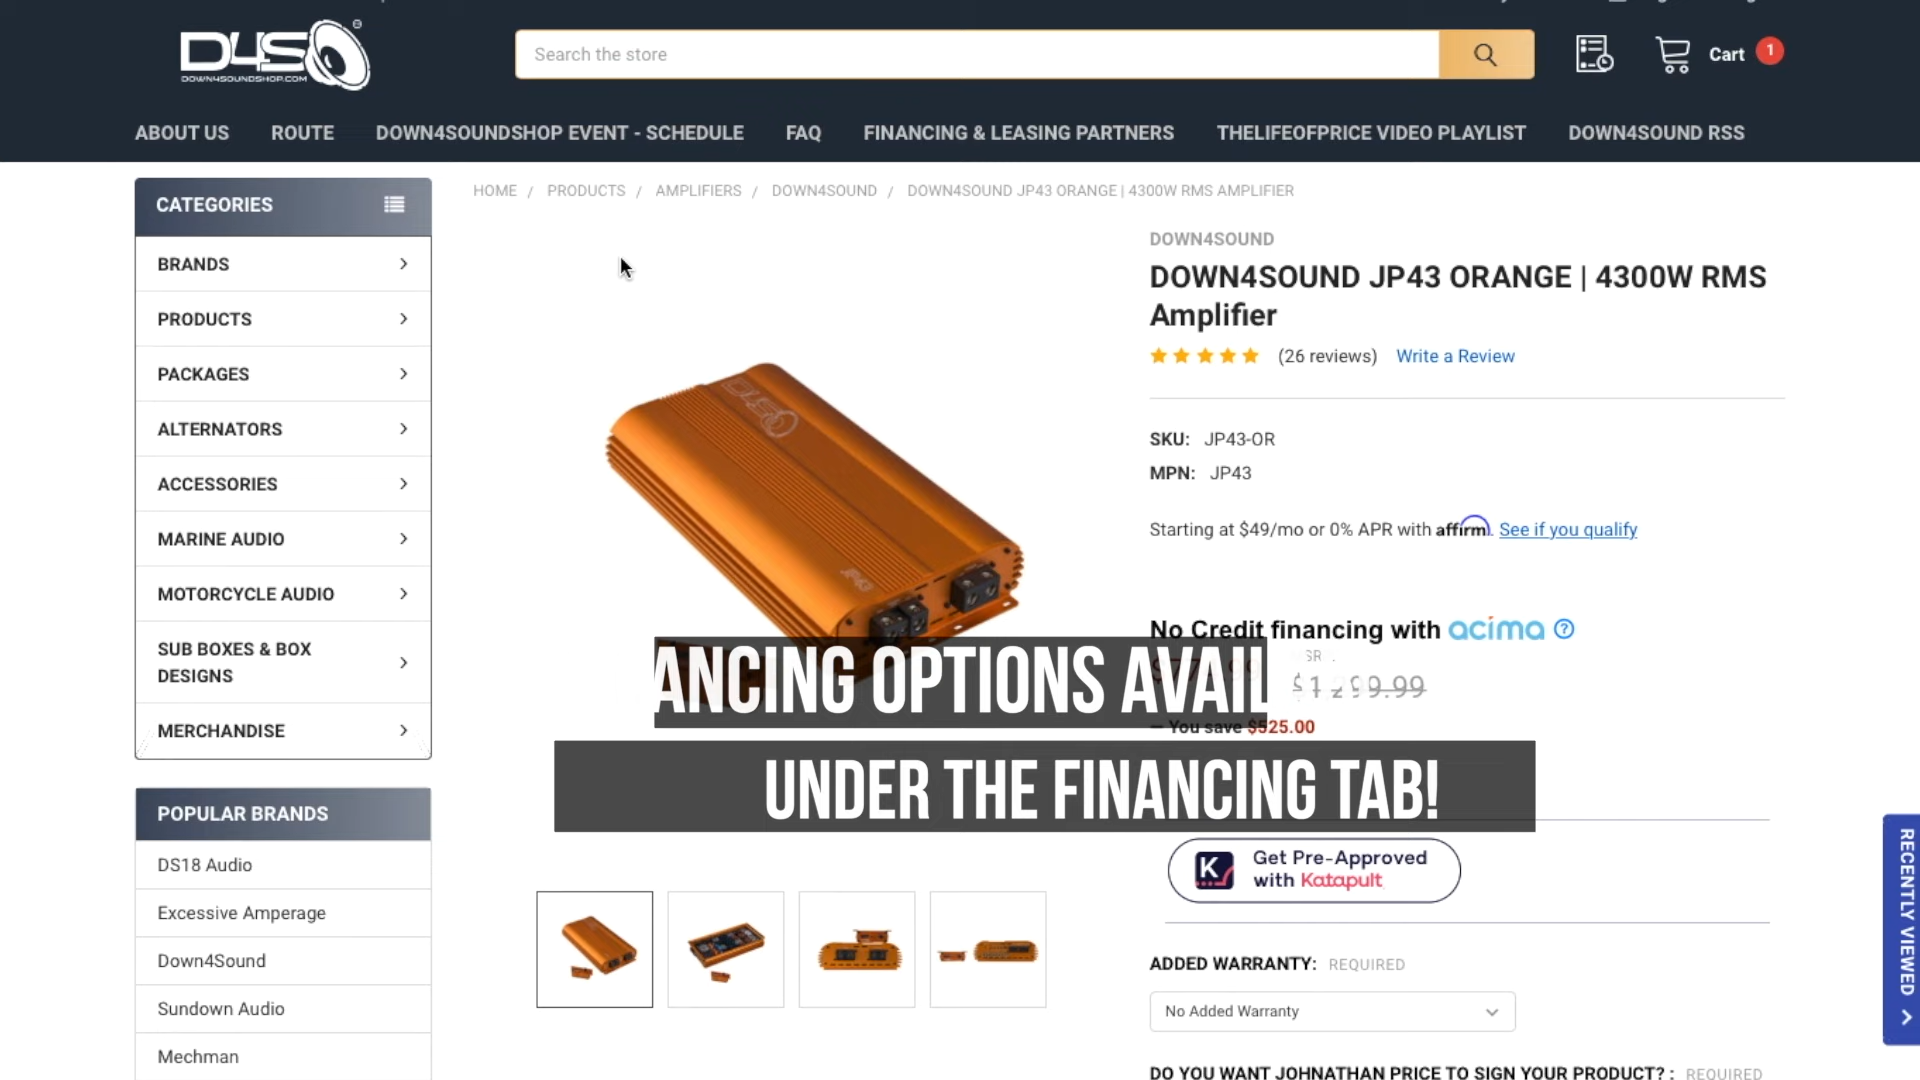 D4S
DOWN4SOUNDSHOP.COM
Search the store
Cart
1
ABOUT US
ROUTE
DOWN4SOUNDSHOP EVENT - SCHEDULE
FAQ
FINANCING & LEASING PARTNERS
THELIFEOFPRICE VIDEO PLAYLIST
DOWN4SOUND RSS
CATEGORIES
BRANDS
PRODUCTS
PACKAGES
ALTERNATORS
ACCESSORIES
MARINE AUDIO
MOTORCYCLE AUDIO
SUB BOXES & BOX
DESIGNS
MERCHANDISE
POPULAR BRANDS
DS18 Audio
Excessive Amperage
Down4Sound
Sundown Audio
Mechman
HOME / PRODUCTS / AMPLIFIERS / DOWN4SOUND / DOWN4SOUND JP43 ORANGE | 4300W RMS AMPLIFIER
D4S
JP43
DOWN4SOUND
DOWN4SOUND JP43 ORANGE | 4300W RMS
Amplifier
(26 reviews) Write a Review
SKU: JP43-OR
MPN: JP43
Starting at $49/mo or 0% APR with affirm. See if you qualify
No Credit financing with acima ?
$1299.99
ANCING OPTIONS AVAIL
— You save $525.00
UNDER THE FINANCING TAB!
K
Get Pre-Approved
with Katapult
ADDED WARRANTY: REQUIRED
No Added Warranty
DO YOU WANT JOHNATHAN PRICE TO SIGN YOUR PRODUCT? : REQUIRED
RECENTLY VIEWED